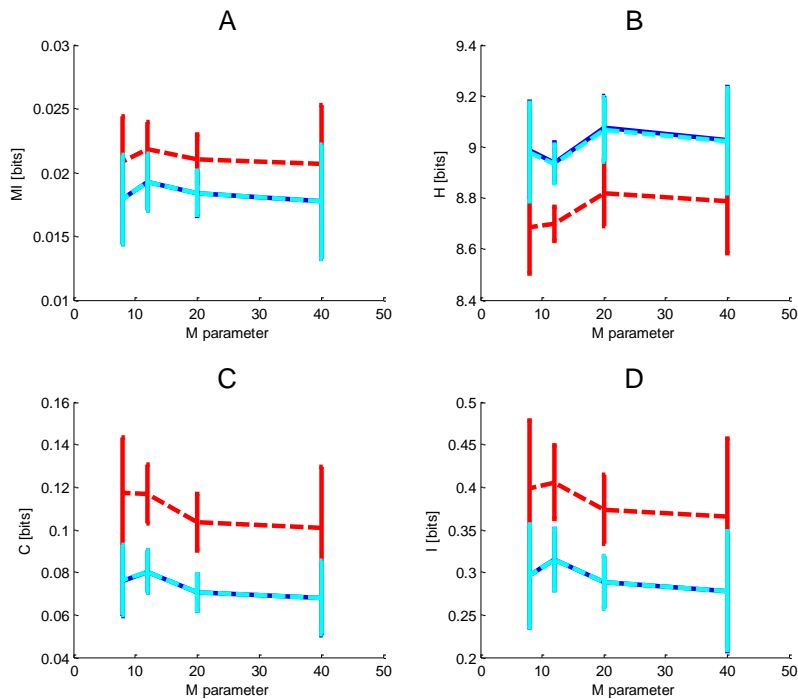 A
0.03
0.025
0.02
0.015
0.01
MI [bits]
0 10 20 30 40 50
M parameter
B
9.4
9.2
9
8.8
8.6
8.4
H [bits]
0 10 20 30 40 50
M parameter
C
0.16
0.14
0.12
0.1
0.08
0.06
0.04
C [bits]
0 10 20 30 40 50
M parameter
D
0.5
0.45
0.4
0.35
0.3
0.25
0.2
I [bits]
0 10 20 30 40 50
M parameter